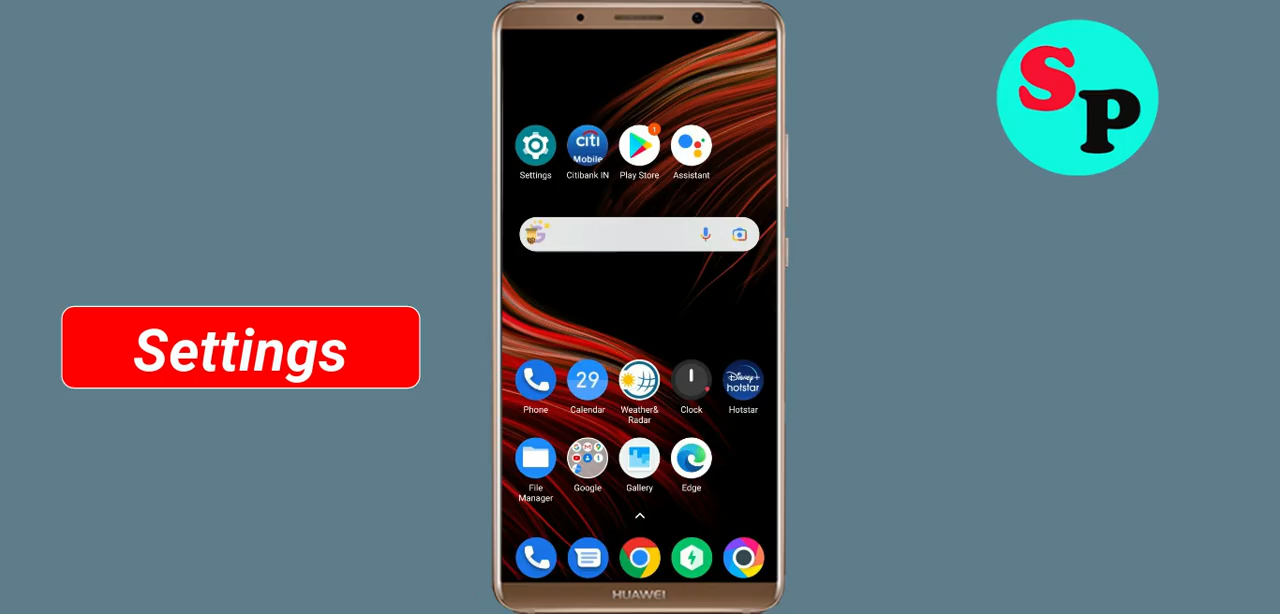 SP
Settings
citi
Mobile
1
Settings
Citibank IN
Play Store
Assistant
G
29
Disney+
hotstar
Phone
Calendar
Weather&
Radar
Clock
Hotstar
File
Manager
Google
Gallery
Edge
HUAWEI